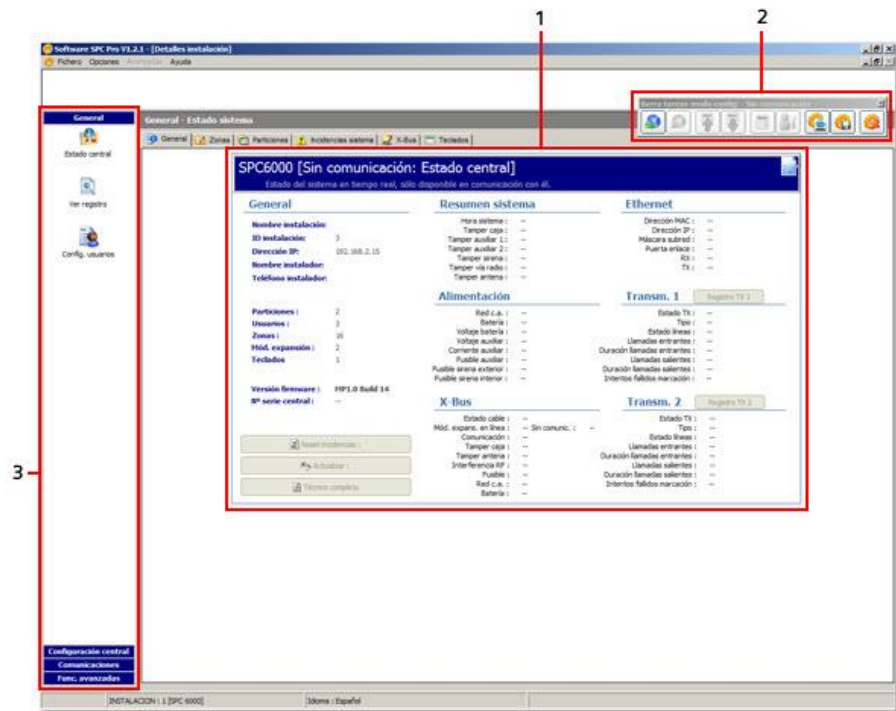 1
2
Software SPC Pro V1.2.1 - [Detalles instalación]
Fichero Opciones Avanzadas Ayuda
Barra tareas modo config - Sin comunicación
General
General - Estado sistema
General Zonas Particiones Incidencias sistema X-Bus Teclados
Estado central
Ver registro
Config. usuarios
SPC6000 [Sin comunicación: Estado central]
Estado del sistema en tiempo real, sólo disponible en comunicación con él.
General
Nombre instalación:
ID instalación: 3
Dirección IP: 192.168.2.15
Nombre instalador:
Teléfono instalador:
Particiones : 2
Usuarios : 3
Zonas : 16
Mód. expansión : 2
Teclados 1
Versión firmware : MP1.0 Build 14
Nº serie central : --
Reset incidencias :
Actualizar :
Técnico completo
Resumen sistema
Hora sistema : --
Tamper caja : --
Tamper auxiliar 1 : --
Tamper auxiliar 2 : --
Tamper sirena : --
Tamper vía radio : --
Tamper antena : --
Alimentación
Red c.a. : --
Batería : --
Voltaje batería : --
Voltaje auxiliar : --
Corriente auxiliar : --
Fusible auxiliar : --
Fusible sirena exterior : --
Fusible sirena interior : --
X-Bus
Estado cable : --
Mód. expans. en línea : -- Sin comunic. : --
Comunicación : --
Tamper caja : --
Tamper antena : --
Interferencia RF : --
Fusible : --
Red c.a. : --
Batería : --
Ethernet
Dirección MAC : --
Dirección IP : --
Máscara subred : --
Puerta enlace : --
RX : --
TX : --
Transm. 1 Registro TX 1
Estado TX : --
Tipo : --
Estado líneas : --
Llamadas entrantes : --
Duración llamadas entrantes : --
Llamadas salientes : --
Duración llamadas salientes : --
Intentos fallidos marcación : --
Transm. 2 Registro TX 2
Estado TX : --
Tipo : --
Estado líneas : --
Llamadas entrantes : --
Duración llamadas entrantes : --
Llamadas salientes : --
Duración llamadas salientes : --
Intentos fallidos marcación : --
3
Configuración central
Comunicaciones
Func. avanzadas
INSTALACION : 1 [SPC 6000] Idioma : Español